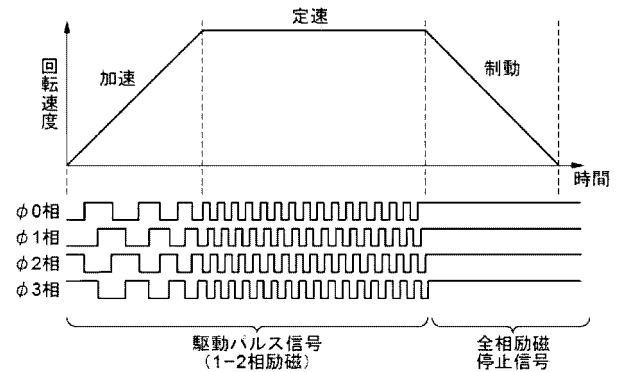 定速
回転速度
加速
制動
時間
φ0相
φ1相
φ2相
φ3相
駆動パルス信号
(1-2相励磁)
全相励磁
停止信号